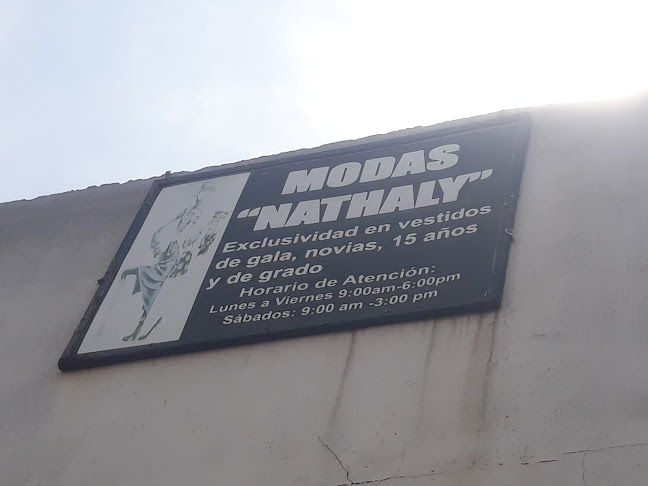 MODAS
"NATHALY"
Exclusividad en vestidos
de gala, novias, 15 años
y de grado
Horario de Atención:
Lunes a Viernes 9:00am-6:00pm
Sábados: 9:00 am -3:00 pm